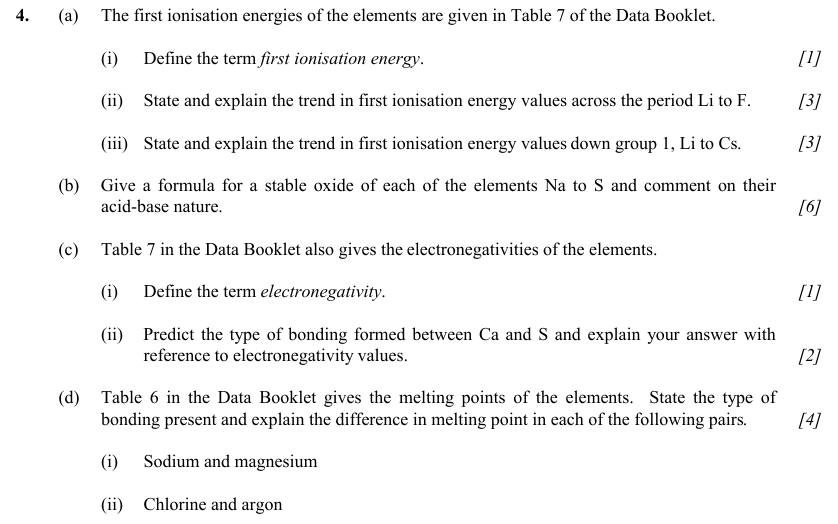 4. (a) The first ionisation energies of the elements are given in Table 7 of the Data Booklet.
(i) Define the term first ionisation energy. [1]
(ii) State and explain the trend in first ionisation energy values across the period Li to F. [3]
(iii) State and explain the trend in first ionisation energy values down group 1, Li to Cs. [3]
(b) Give a formula for a stable oxide of each of the elements Na to S and comment on their
acid-base nature. [6]
(c) Table 7 in the Data Booklet also gives the electronegativities of the elements.
(i) Define the term electronegativity. [1]
(ii) Predict the type of bonding formed between Ca and S and explain your answer with
reference to electronegativity values. [2]
(d) Table 6 in the Data Booklet gives the melting points of the elements. State the type of
bonding present and explain the difference in melting point in each of the following pairs. [4]
(i) Sodium and magnesium
(ii) Chlorine and argon